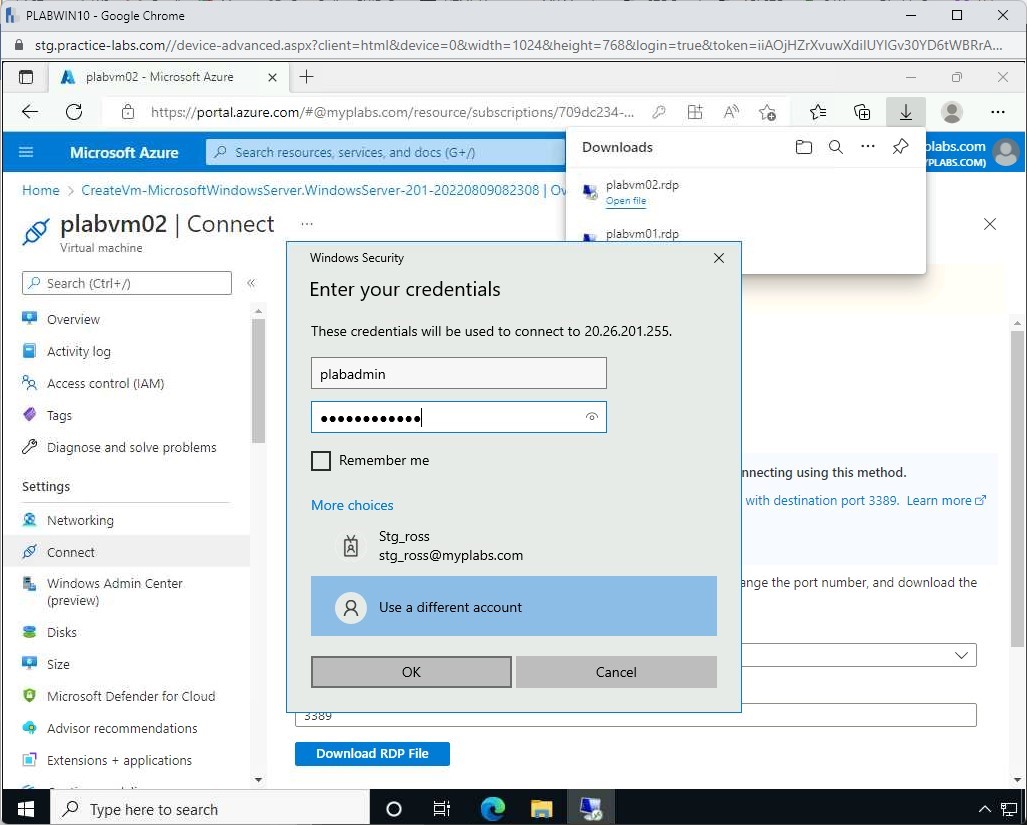 PLABWIN10 - Google Chrome
stg.practice-labs.com//device-advanced.aspx?client=html&device=0&width=1024&height=768&login=true&token=iiAOjHZrXvuwXdiIUYIGv30YD6tWBRrA...
plabvm02 - Microsoft Azure
https://portal.azure.com/#@myplabs.com/resource/subscriptions/709dc234-...
Microsoft Azure
Search resources, services, and docs (G+/)
plabs.com
(PLABS.COM)
Downloads
plabvm02.rdp
Open file
plabvm01.rdp
Home > CreateVm-MicrosoftWindowsServer.WindowsServer-201-20220809082308 | Ov
plabvm02 | Connect ...
Virtual machine
Search (Ctrl+/)
«
Overview
Activity log
Access control (IAM)
Tags
Diagnose and solve problems
Settings
Networking
Connect
Windows Admin Center
(preview)
Disks
Size
Microsoft Defender for Cloud
Advisor recommendations
Extensions + applications
Windows Security
Enter your credentials
These credentials will be used to connect to 20.26.201.255.
plabadmin
Remember me
More choices
Stg_ross
stg_ross@myplabs.com
Use a different account
OK
Cancel
nnecting using this method.
with destination port 3389. Learn more
ange the port number, and download the
3389
Download RDP File
Type here to search